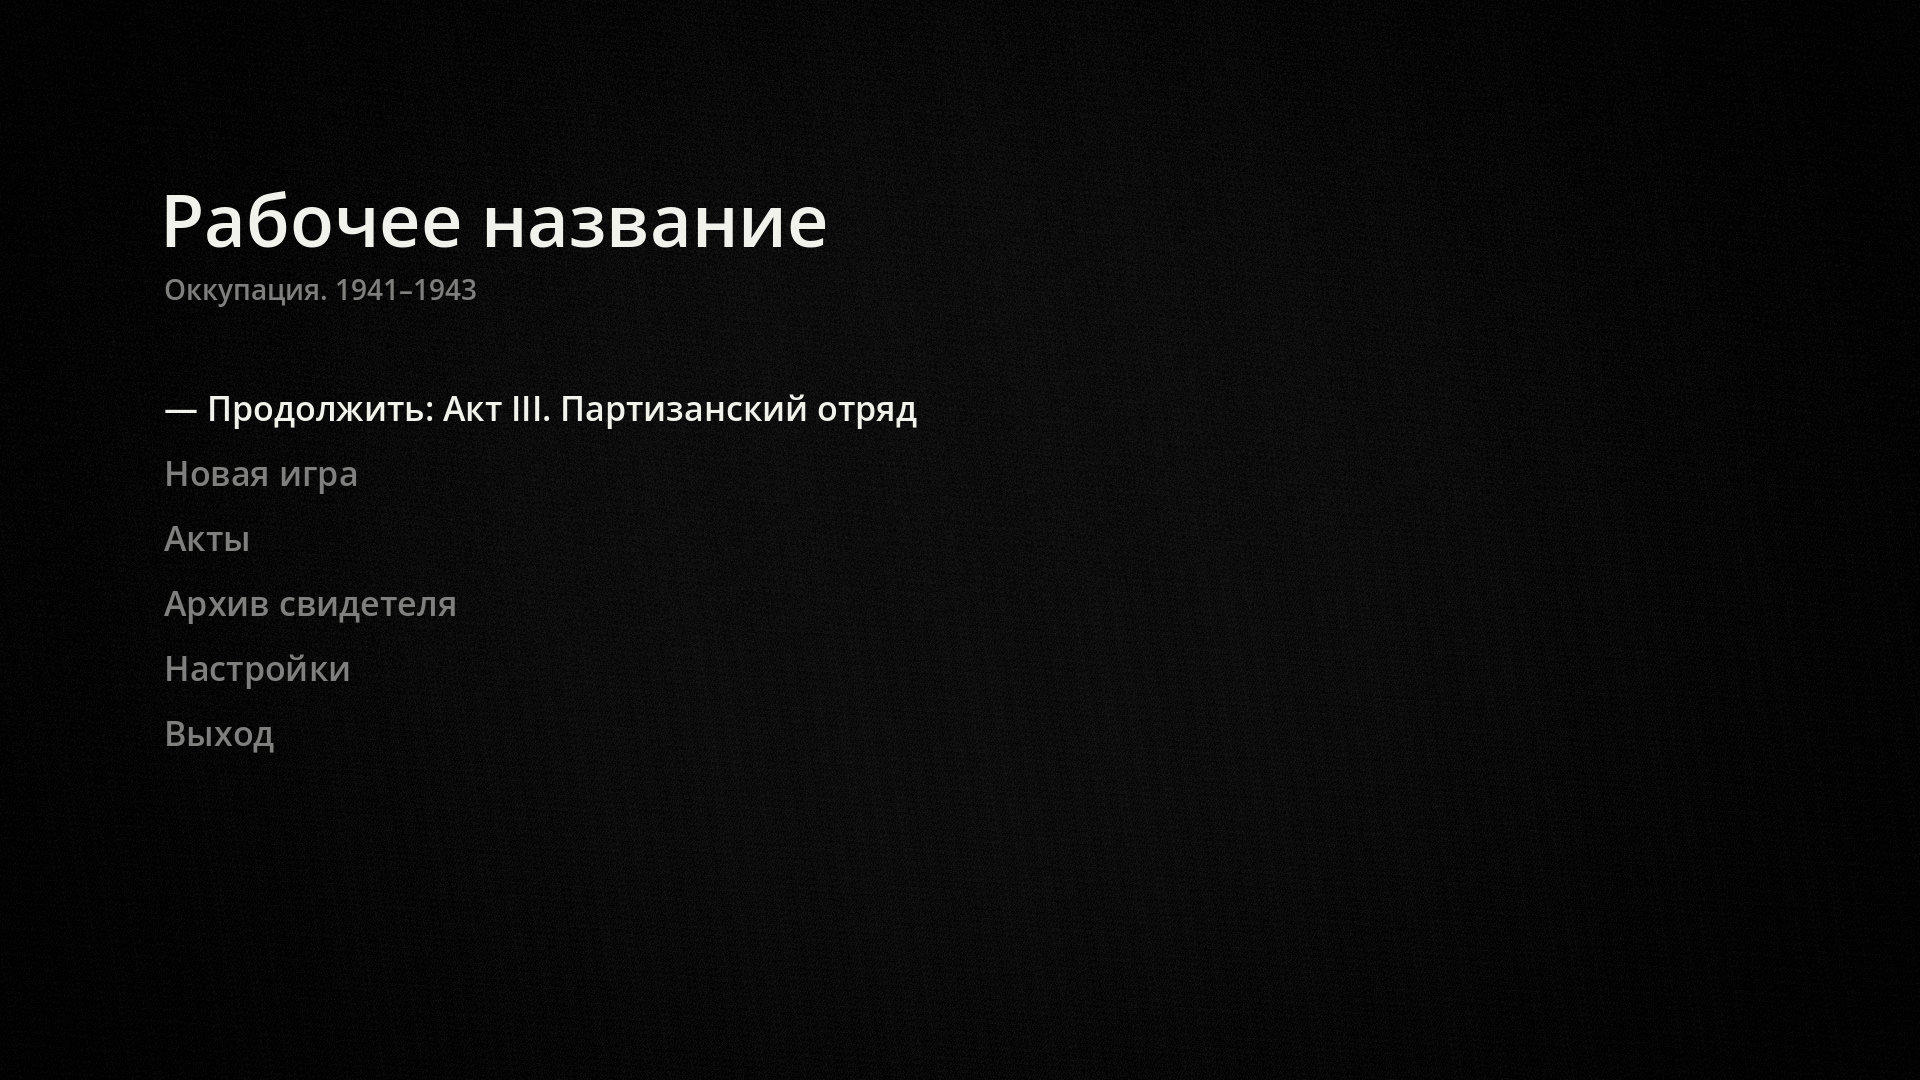 Рабочее название
Оккупация. 1941–1943
— Продолжить: Акт III. Партизанский отряд
Новая игра
Акты
Архив свидетеля
Настройки
Выход